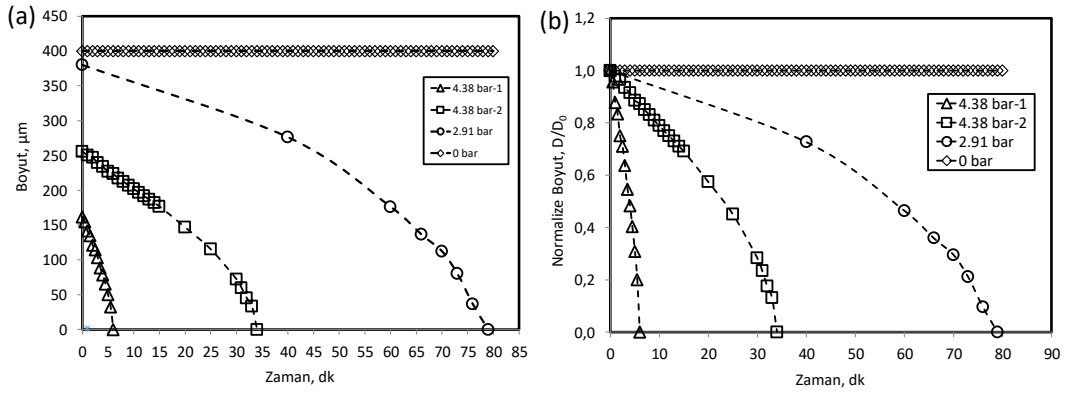 (a)
450
400
350
300
250
200
150
100
50
0
Boyut, µm
0 5 10 15 20 25 30 35 40 45 50 55 60 65 70 75 80 85
Zaman, dk
4.38 bar-1
4.38 bar-2
2.91 bar
0 bar
(b)
1,2
1,0
0,8
0,6
0,4
0,2
0,0
Normalize Boyut, D/D₀
0 10 20 30 40 50 60 70 80 90
Zaman, dk
4.38 bar-1
4.38 bar-2
2.91 bar
0 bar